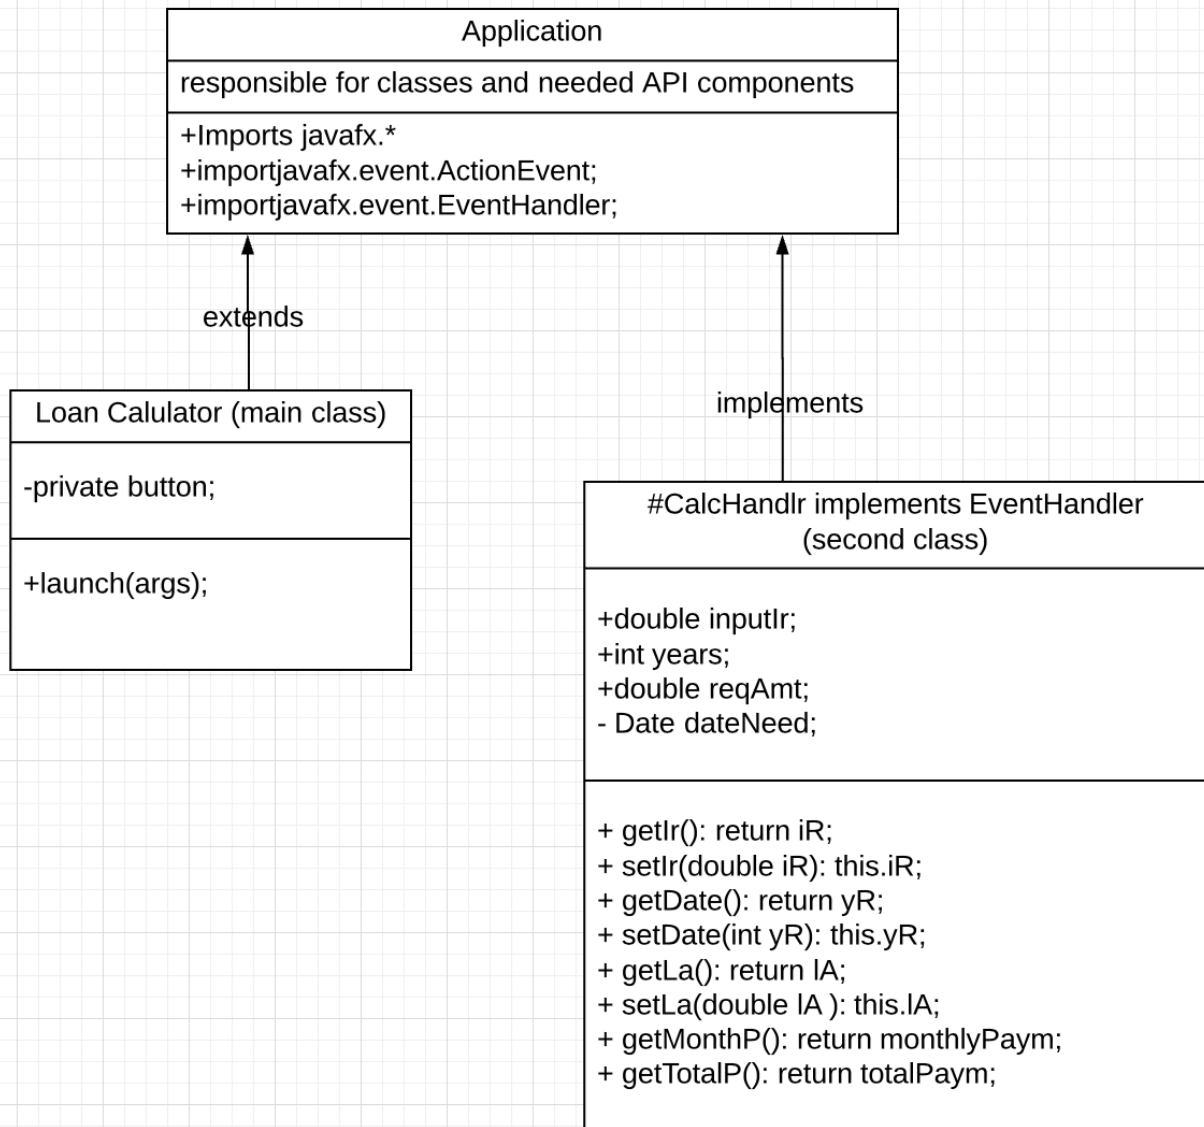 Application
responsible for classes and needed API components
+Imports javafx.*
+importjavafx.event.ActionEvent;
+importjavafx.event.EventHandler;
extends
implements
Loan Calulator (main class)
-private button;
+launch(args);
#CalcHandlr implements EventHandler
(second class)
+double inputIr;
+int years;
+double reqAmt;
- Date dateNeed;
+ getIr(): return iR;
+ setIr(double iR): this.iR;
+ getDate(): return yR;
+ setDate(int yR): this.yR;
+ getLa(): return lA;
+ setLa(double lA ): this.lA;
+ getMonthP(): return monthlyPaym;
+ getTotalP(): return totalPaym;